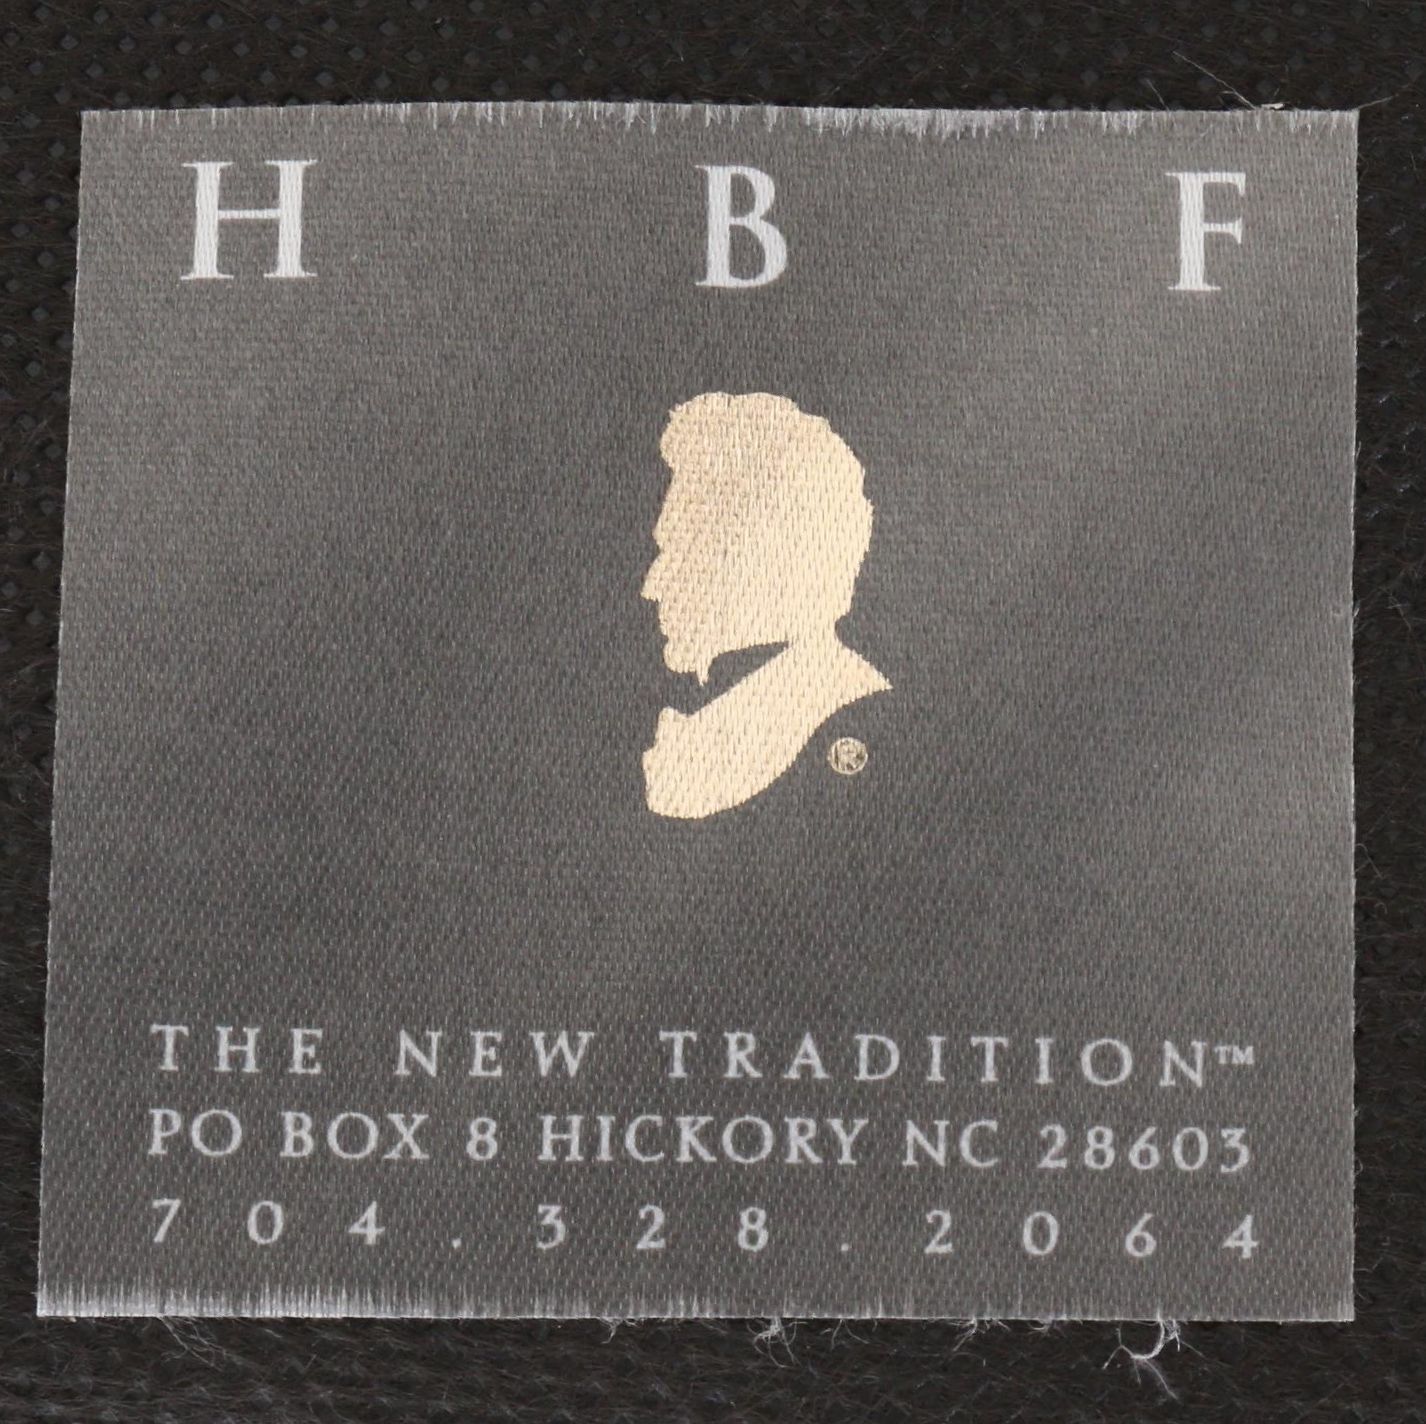 H B F
®
THE NEW TRADITION™
PO BOX 8 HICKORY NC 28603
704.328.2064